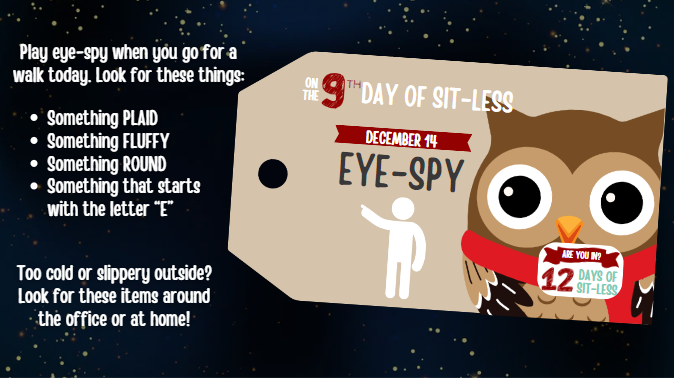 Play eye-spy when you go for a
walk today. Look for these things:
• Something PLAID
• Something FLUFFY
• Something ROUND
• Something that starts
with the letter “E”
Too cold or slippery outside?
Look for these items around
the office or at home!
ON THE 9TH DAY OF SIT-LESS
DECEMBER 14
EYE-SPY
ARE YOU IN?
12 DAYS OF
SIT-LESS